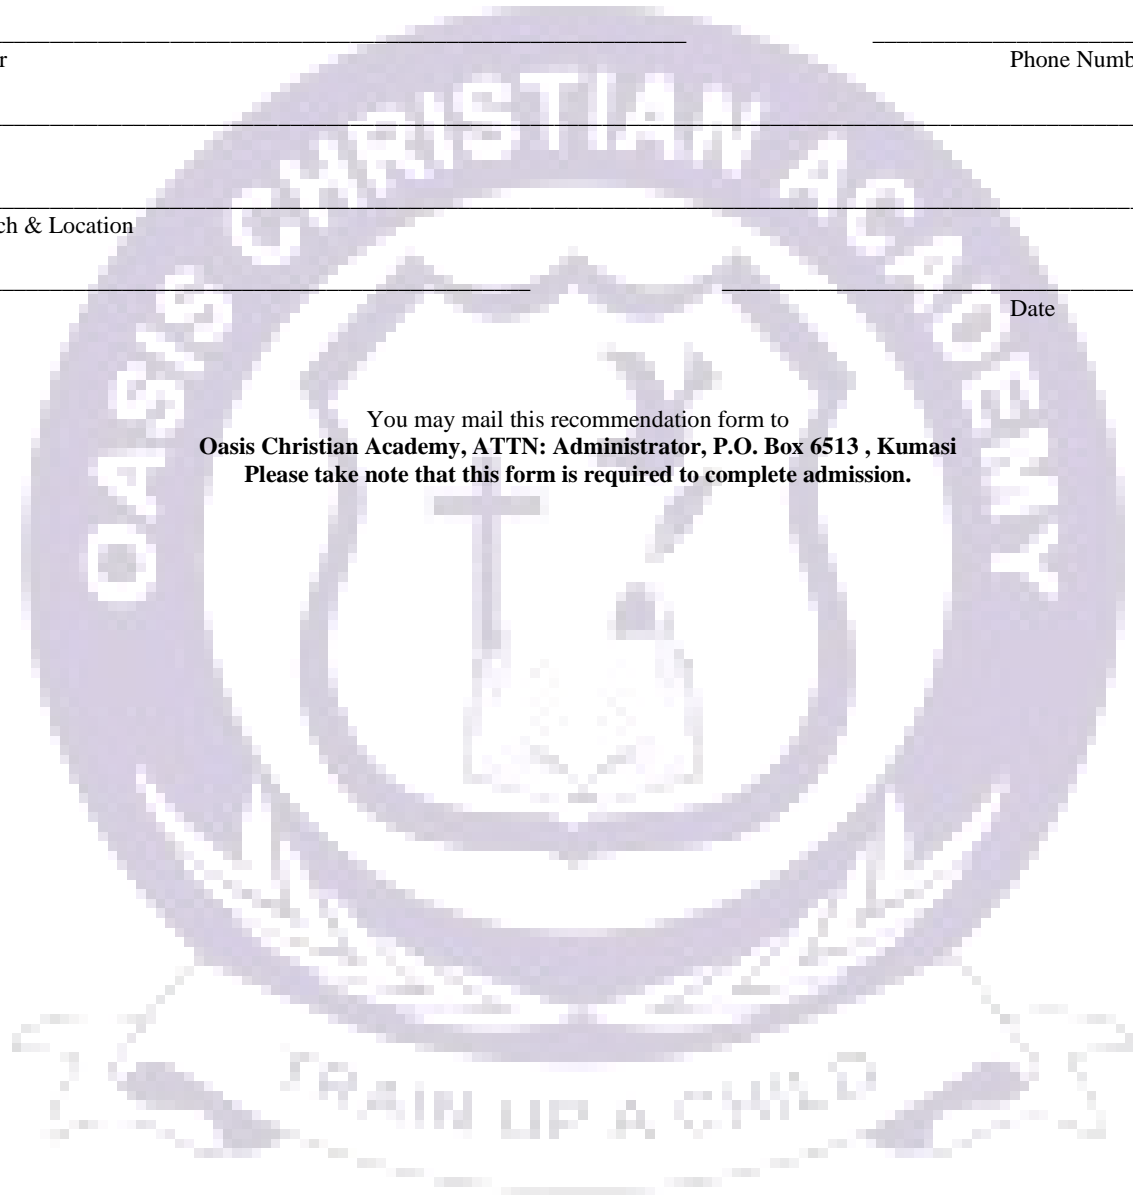 r Phone Numb
ch & Location
Date
You may mail this recommendation form to
Oasis Christian Academy, ATTN: Administrator, P.O. Box 6513 , Kumasi
Please take note that this form is required to complete admission.
OASIS CHRISTIAN ACADEMY
TRAIN UP A CHILD